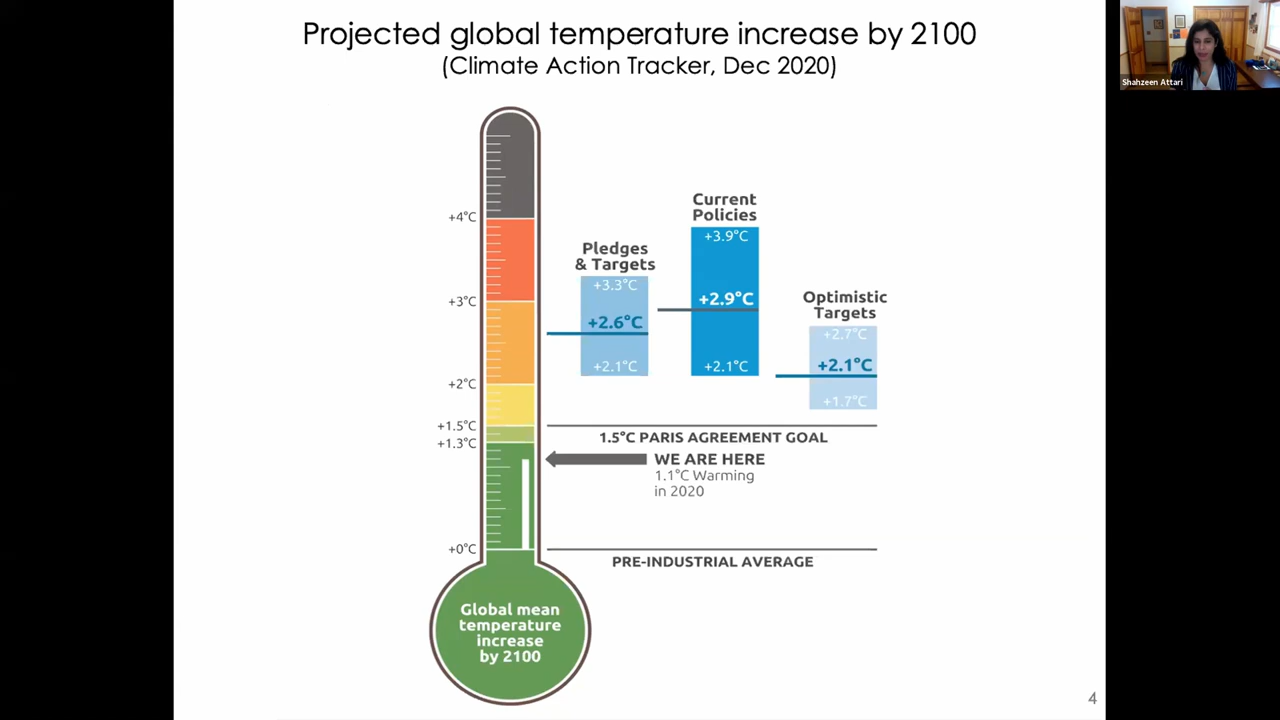 Projected global temperature increase by 2100
(Climate Action Tracker, Dec 2020)
Shahzeen Attari
+4°C
+3°C
+2°C
+1.5°C
+1.3°C
+0°C
Pledges
& Targets
+3.3°C
+2.6°C
+2.1°C
Current
Policies
+3.9°C
+2.9°C
+2.1°C
Optimistic
Targets
+2.7°C
+2.1°C
+1.7°C
1.5°C PARIS AGREEMENT GOAL
WE ARE HERE
1.1°C Warming
in 2020
PRE-INDUSTRIAL AVERAGE
Global mean
temperature
increase
by 2100
4